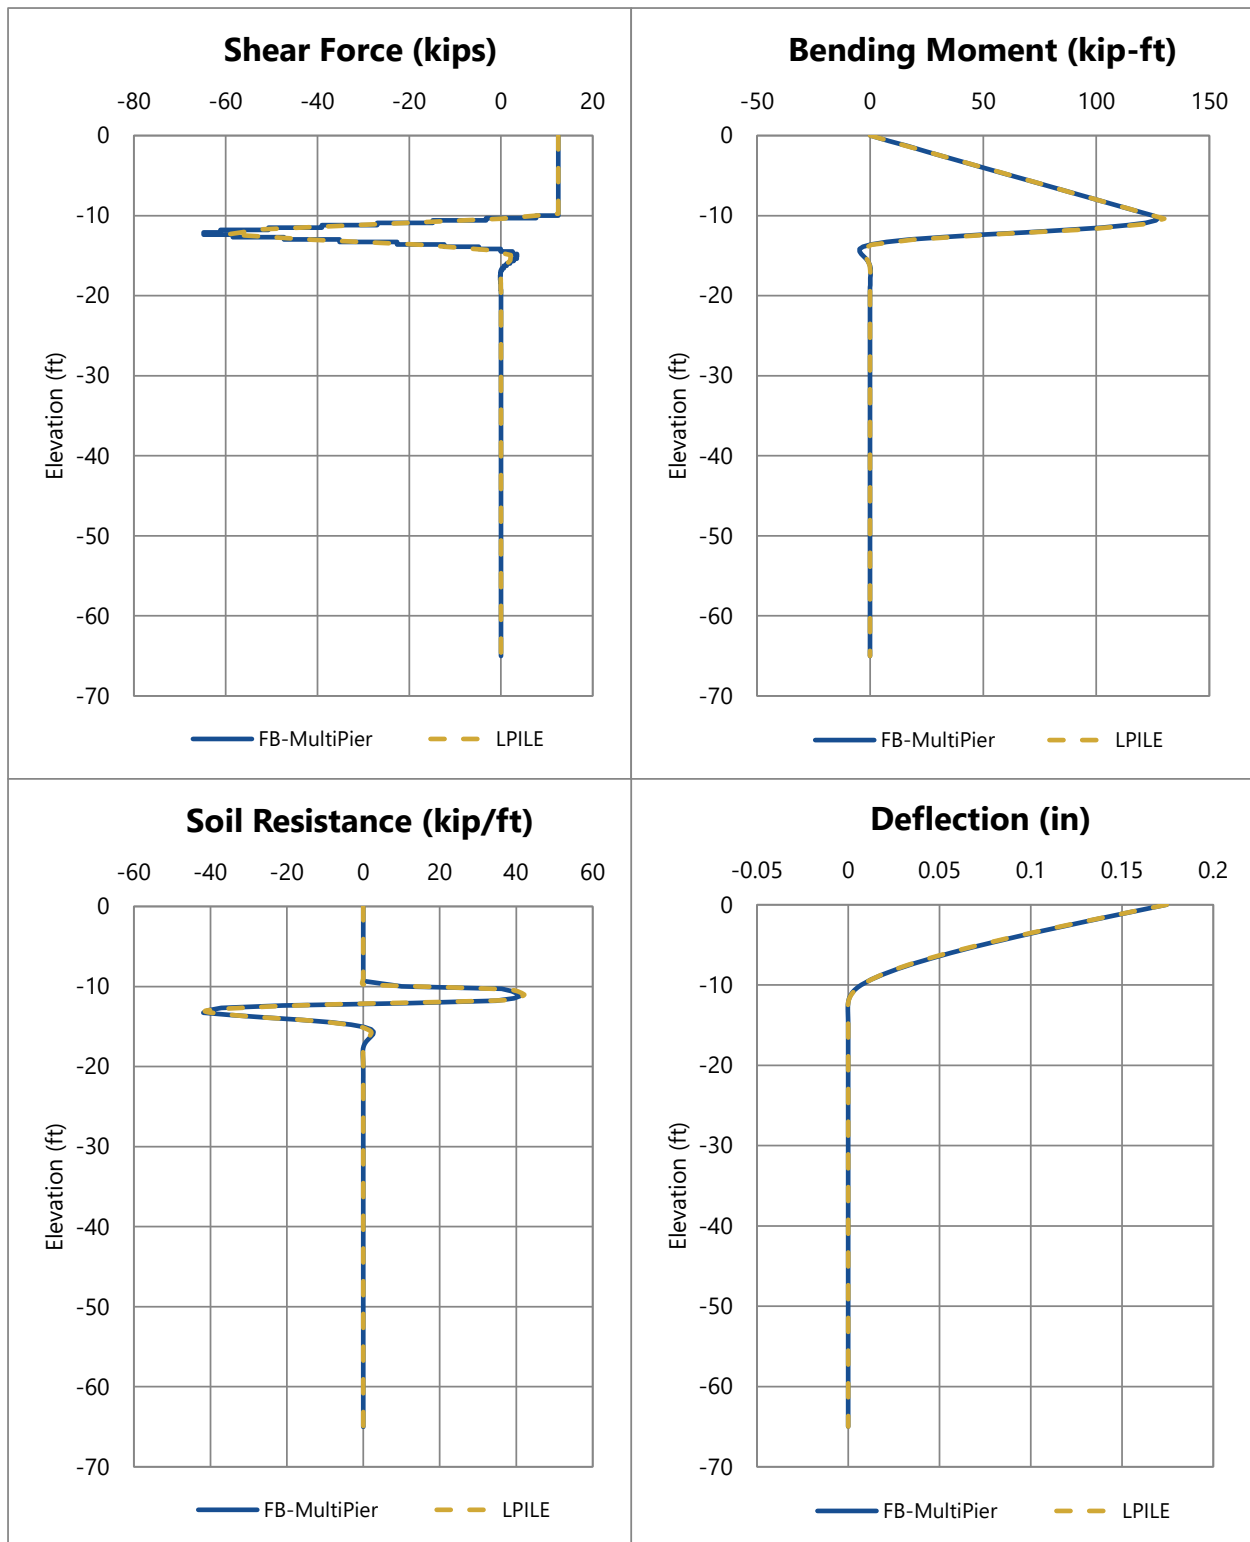 Shear Force (kips)
-80 -60 -40 -20 0 20
0
-10
-20
-30
-40
-50
-60
-70
Elevation (ft)
FB-MultiPier LPILE
Bending Moment (kip-ft)
-50 0 50 100 150
0
-10
-20
-30
-40
-50
-60
-70
Elevation (ft)
FB-MultiPier LPILE
Soil Resistance (kip/ft)
-60 -40 -20 0 20 40 60
0
-10
-20
-30
-40
-50
-60
-70
Elevation (ft)
FB-MultiPier LPILE
Deflection (in)
-0.05 0 0.05 0.1 0.15 0.2
0
-10
-20
-30
-40
-50
-60
-70
Elevation (ft)
FB-MultiPier LPILE